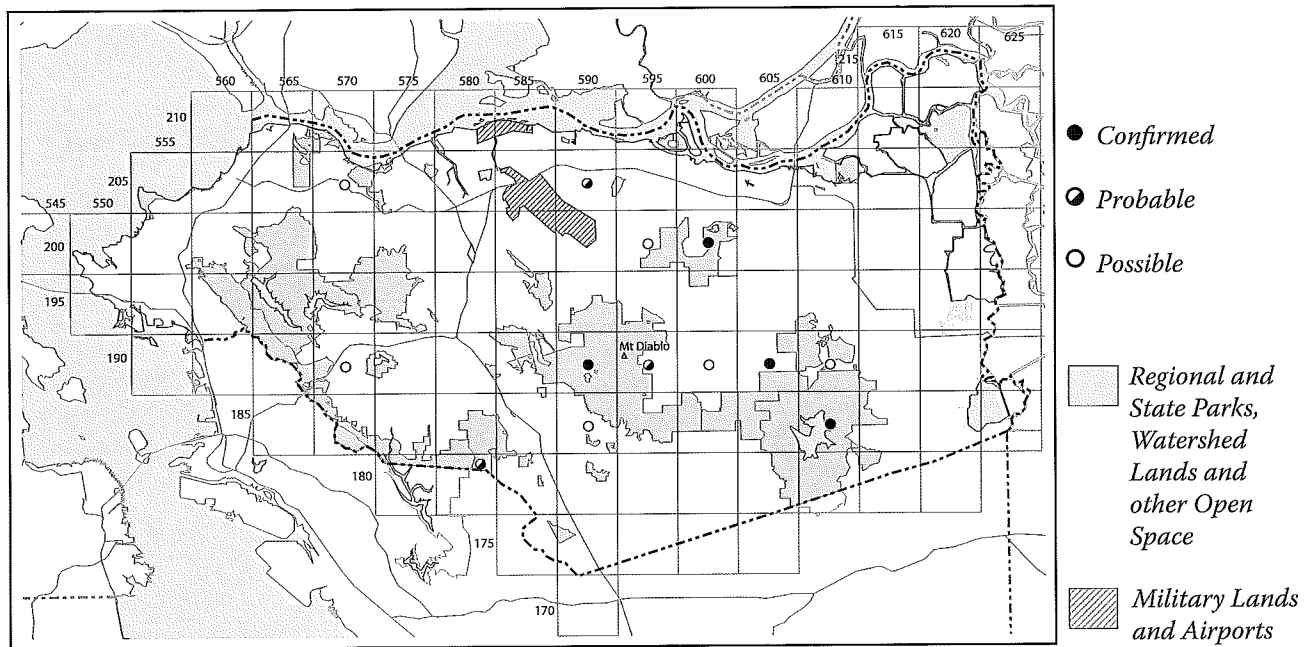 615
620
625
215
560
565
570
575
580
585
590
595
600
605
610
210
555
205
545
550
200
195
190
Mt Diablo
185
180
175
170
Confirmed
Probable
Possible
Regional and
State Parks,
Watershed
Lands and
other Open
Space
Military Lands
and Airports